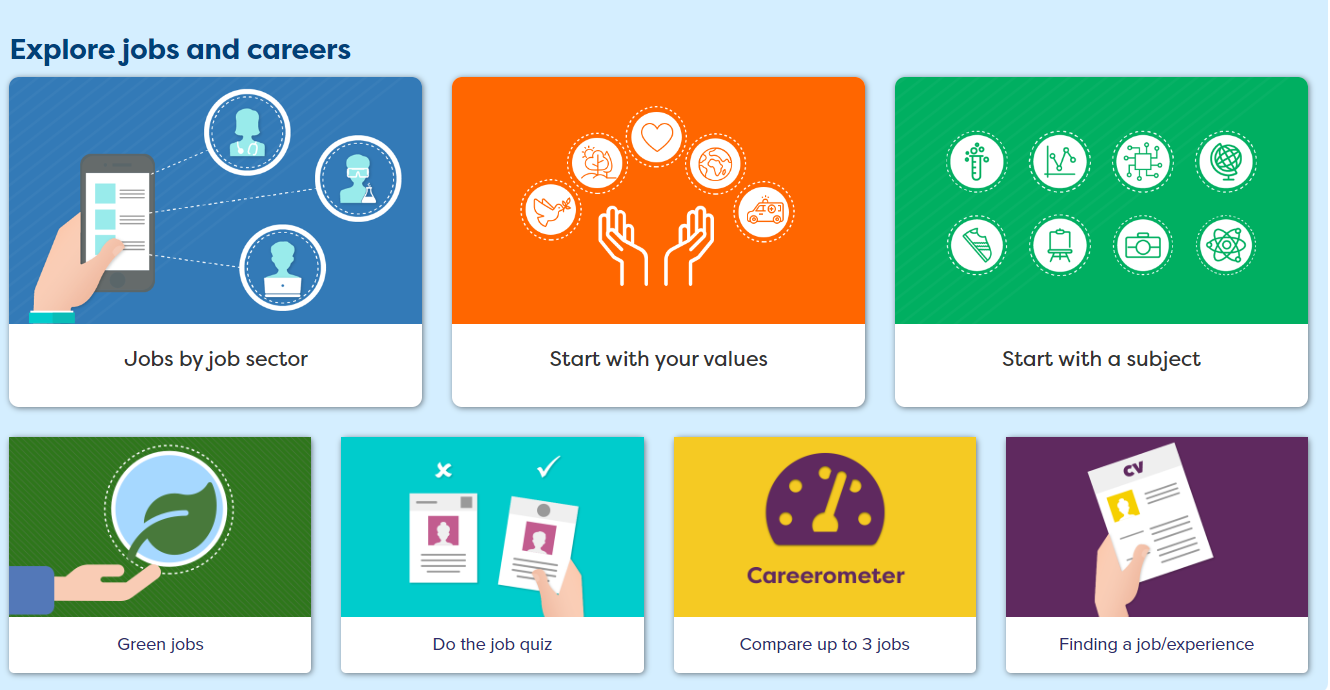 Explore jobs and careers
Jobs by job sector
Start with your values
Start with a subject
CV
Careerometer
Green jobs
Do the job quiz
Compare up to 3 jobs
Finding a job/experience